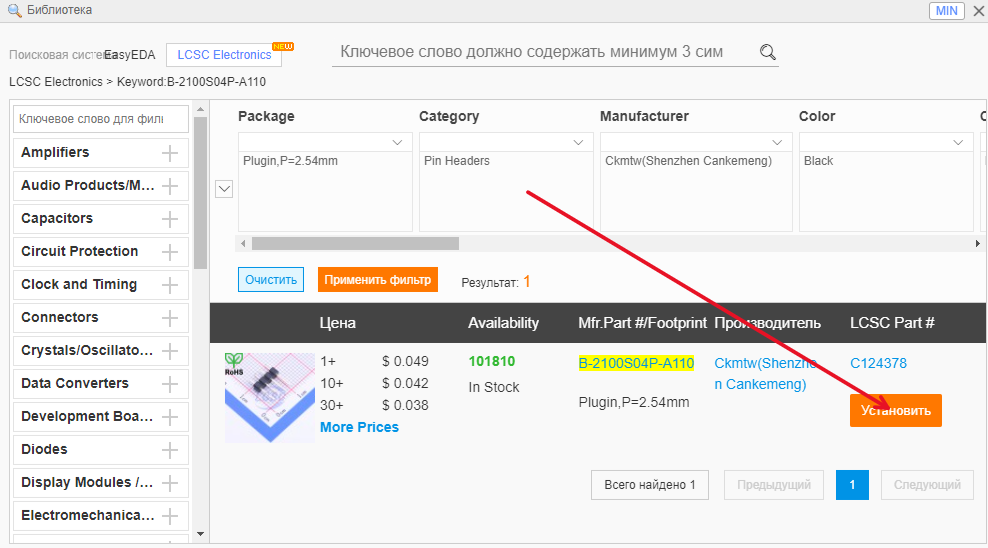 Библиотека
MIN
Поисковая система
EasyEDA
LCSC Electronics
NEW
Ключевое слово должно содержать минимум 3 сим
LCSC Electronics > Keyword:B-2100S04P-A110
Ключевое слово для филь
Amplifiers
Audio Products/M...
Capacitors
Circuit Protection
Clock and Timing
Connectors
Crystals/Oscillato...
Data Converters
Development Boa...
Diodes
Display Modules /...
Electromechanica...
Package Category Manufacturer Color
Plugin,P=2.54mm Pin Headers Ckmtw(Shenzhen Cankemeng) Black
Очистить Применить фильтр Результат: 1
Цена Availability Mfr.Part #/Footprint Производитель LCSC Part #
RoHS
1+ $ 0.049
10+ $ 0.042
30+ $ 0.038
More Prices
101810
In Stock
B-2100S04P-A110
Plugin,P=2.54mm
Ckmtw(Shenzhe
n Cankemeng)
C124378
Установить
Всего найдено 1 Предыдущий 1 Следующий